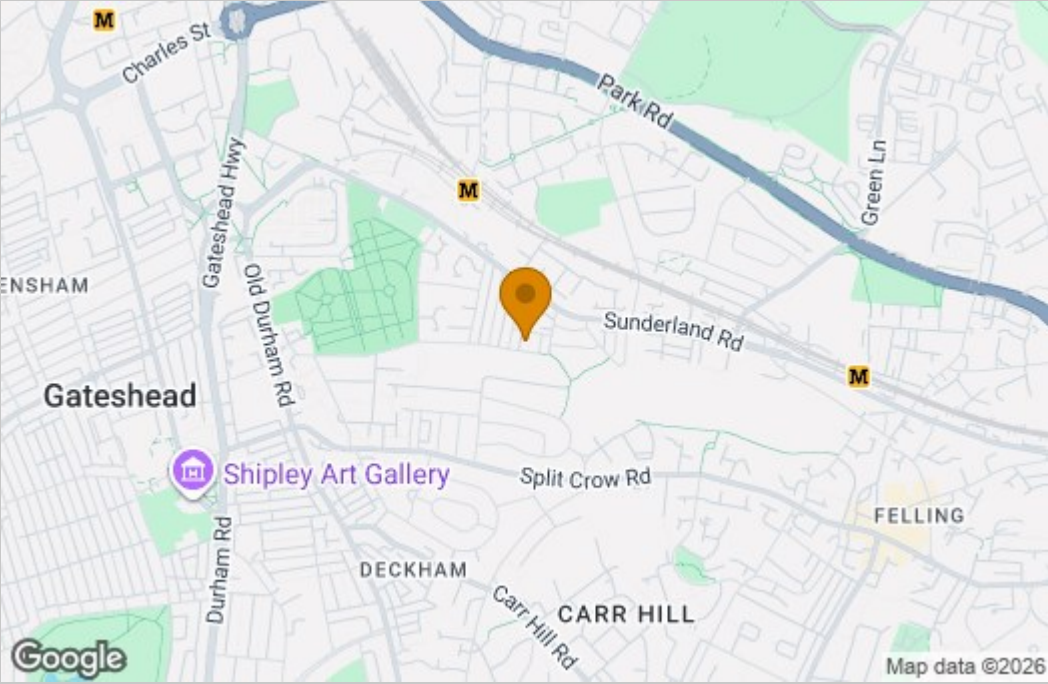 M
Charles St
Park Rd
Gateshead Hwy
Green Ln
M
ENSHAM
Old Durham Rd
Sunderland Rd
M
Gateshead
Shipley Art Gallery
Split Crow Rd
FELLING
Durham Rd
DECKHAM
Carr Hill Rd
CARR HILL
Google
Map data ©2026